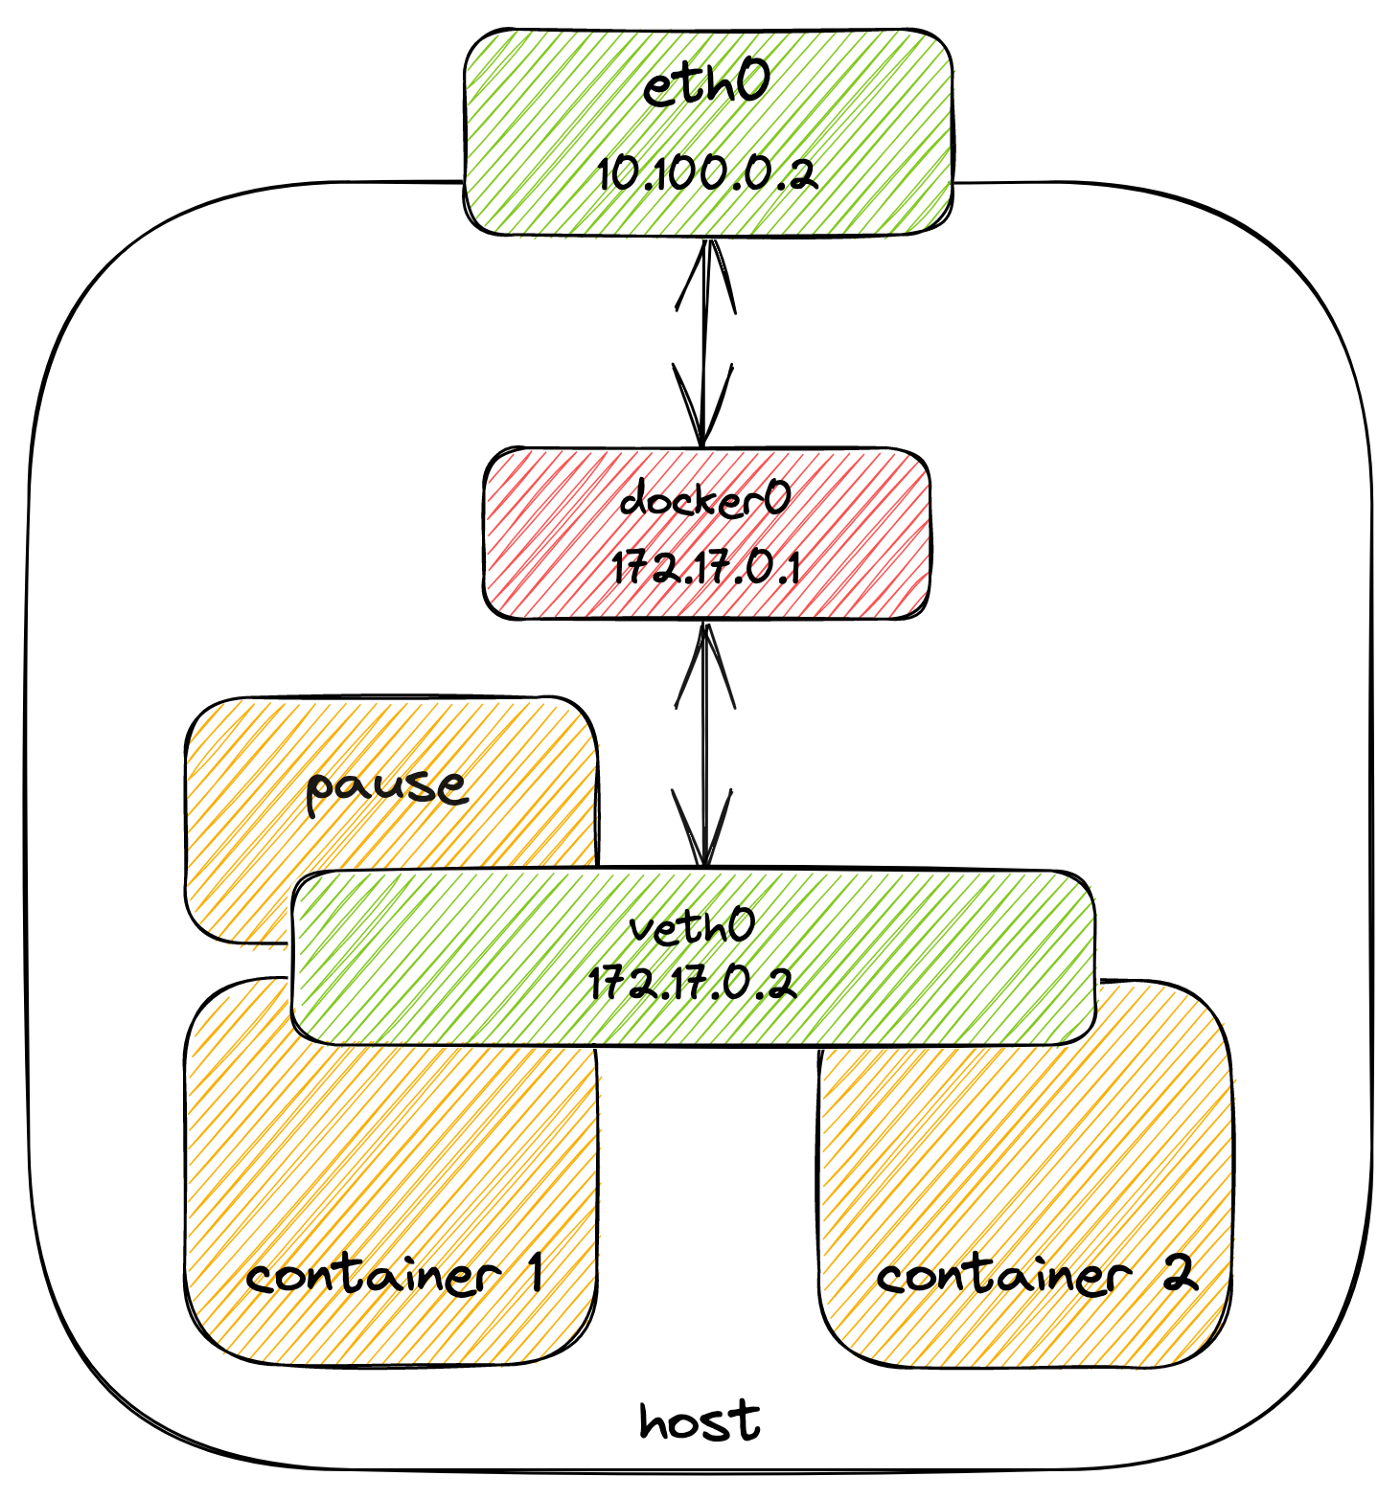 eth0
10.100.0.2
docker0
172.17.0.1
pause
veth0
172.17.0.2
container 1
container 2
host